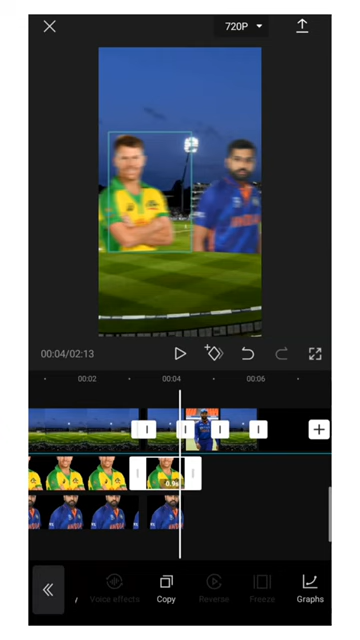 720P
INDIA
00:04/02:13
00:02
00:04
00:06
0.9s
Voice effects
Copy
Reverse
Freeze
Graphs